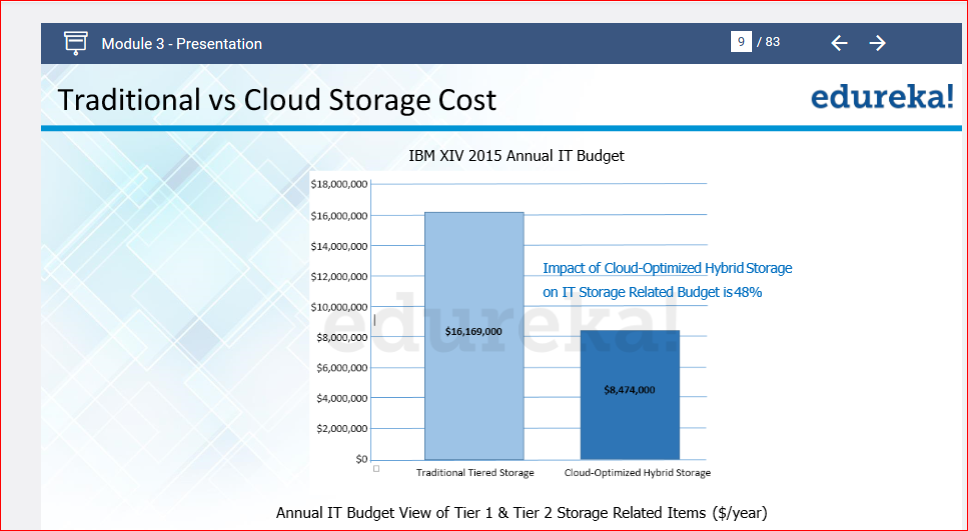 Module 3 - Presentation
9 / 83
Traditional vs Cloud Storage Cost
edureka!
IBM XIV 2015 Annual IT Budget
$18,000,000
$16,000,000
$14,000,000
$12,000,000
$10,000,000
$8,000,000
$6,000,000
$4,000,000
$2,000,000
$0
Impact of Cloud-Optimized Hybrid Storage
on IT Storage Related Budget is 48%
edureka!
$16,169,000
$8,474,000
Traditional Tiered Storage
Cloud-Optimized Hybrid Storage
Annual IT Budget View of Tier 1 & Tier 2 Storage Related Items ($/year)